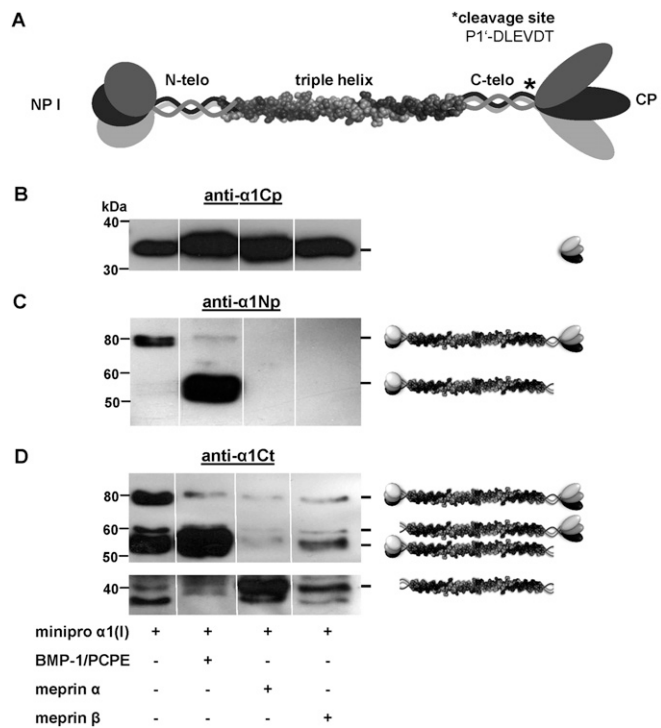 A
*cleavage site
P1‘-DLEVDT
N-telo
triple helix
C-telo
*
NP I
CP
B
anti-α1Cp
kDa
40
30
C
anti-α1Np
80
60
50
D
anti-α1Ct
80
60
50
40
minipro α1(I) + + + +
BMP-1/PCPE - + - -
meprin α - - + -
meprin β - - - +